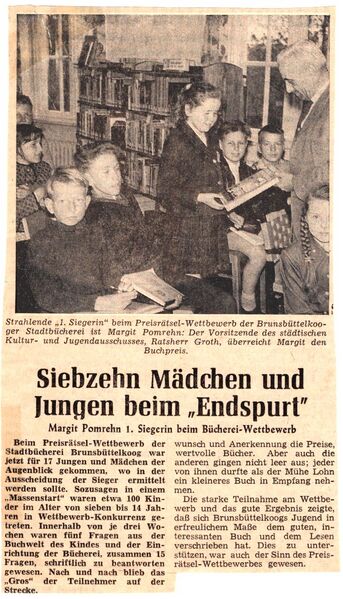 Strahlende „1. Siegerin" beim Preisrätsel-Wettbewerb der Brunsbüttelkoo-
ger Stadtbücherei ist Margit Pomrehn: Der Vorsitzende des städtischen
Kultur- und Jugendausschusses, Ratsherr Groth, überreicht Margit den
Buchpreis.
Siebzehn Mädchen und
Jungen beim „Endspurt"
Margit Pomrehn 1. Siegerin beim Bücherei-Wettbewerb
Beim Preisrätsel-Wettbewerb der
Stadtbücherei Brunsbüttelkoog war
jetzt für 17 Jungen und Mädchen der
Augenblick gekommen, wo in der
Ausscheidung der Sieger ermittelt
werden sollte. Sozusagen in einem
„Massenstart" waren etwa 100 Kin-
der im Alter von sieben bis 14 Jah-
ren in Wettbewerb-Konkurrenz ge-
treten. Innerhalb von je drei Wo-
chen waren fünf Fragen aus der
Buchwelt des Kindes und der Ein-
richtung der Bücherei, zusammen 15
Fragen, schriftlich zu beantworten
gewesen. Nach und nach blieb das
„Gros" der Teilnehmer auf der
Strecke.
wunsch und Anerkennung die Preise,
wertvolle Bücher. Aber auch die
anderen gingen nicht leer aus; jeder
von ihnen durfte als der Mühe Lohn
ein kleineres Buch in Empfang neh-
men.
Die starke Teilnahme am Wettbe-
werb und das gute Ergebnis zeigte,
daß sich Brunsbüttelkoogs Jugend in
erfreulichem Maße dem guten, in-
teressanten Buch und dem Lesen
verschrieben hat. Dies zu unter-
stützen, war auch der Sinn des Preis-
rätsel-Wettbewerbes gewesen.